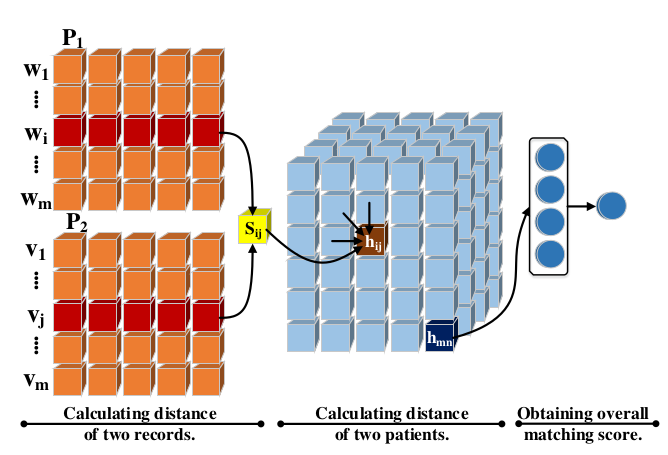 P1
w1
wi
wm
P2
v1
vj
vm
Sij
hij
hmn
Calculating distance
of two records.
Calculating distance
of two patients.
Obtaining overall
matching score.